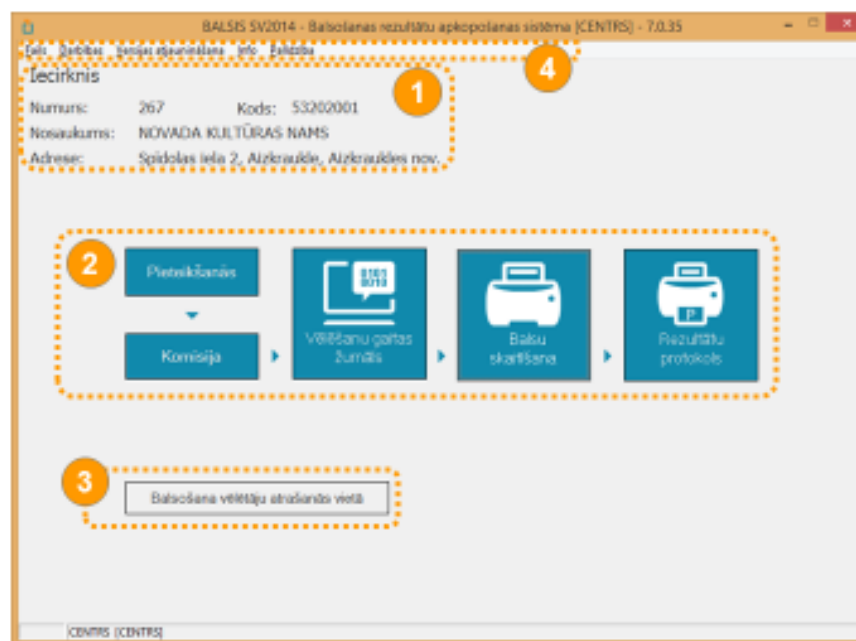 BALSIS SV2014 - Balsošanas rezultātu apkopošanas sistēma [CENTRS] - 7.0.35
Fails Darbības Versijas atjaunināšana Info Palīdzība
4
Iecirknis
1
Numurs: 267 Kods: 53202001
Nosaukums: NOVADA KULTŪRAS NAMS
Adrese: Spīdolas iela 2, Aizkraukle, Aizkraukles nov.
2
Pieteikšanās
Komisija
0101
0010
Vēlēšanu gaitas
žurnāls
Balsu
skaitīšana
P
Rezultātu
protokols
3
Balsošana vēlētāju atrašanās vietā
CENTRS [CENTRS]